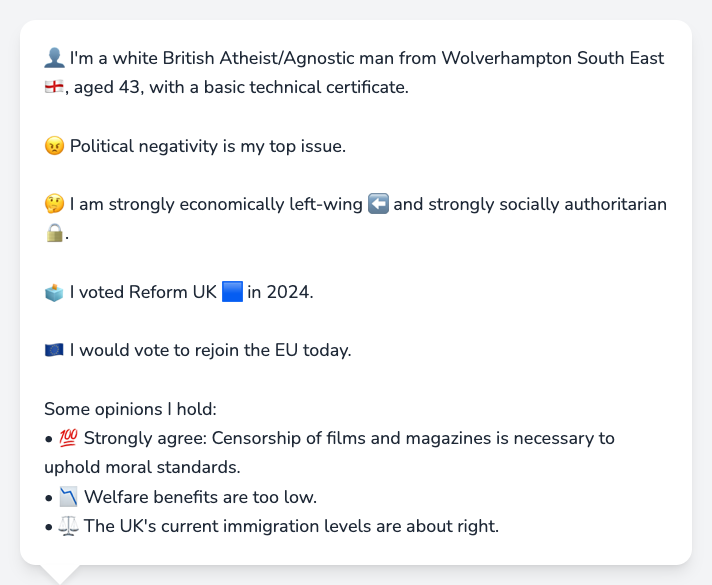 👤 I'm a white British Atheist/Agnostic man from Wolverhampton South East
🏴󠁧󠁢󠁥󠁮󠁧󠁿, aged 43, with a basic technical certificate.
😠 Political negativity is my top issue.
🤔 I am strongly economically left-wing ⬅️ and strongly socially authoritarian
🔒.
🗳️ I voted Reform UK 🟦 in 2024.
🇪🇺 I would vote to rejoin the EU today.
Some opinions I hold:
• 💯 Strongly agree: Censorship of films and magazines is necessary to
uphold moral standards.
• 📉 Welfare benefits are too low.
• ⚖️ The UK's current immigration levels are about right.